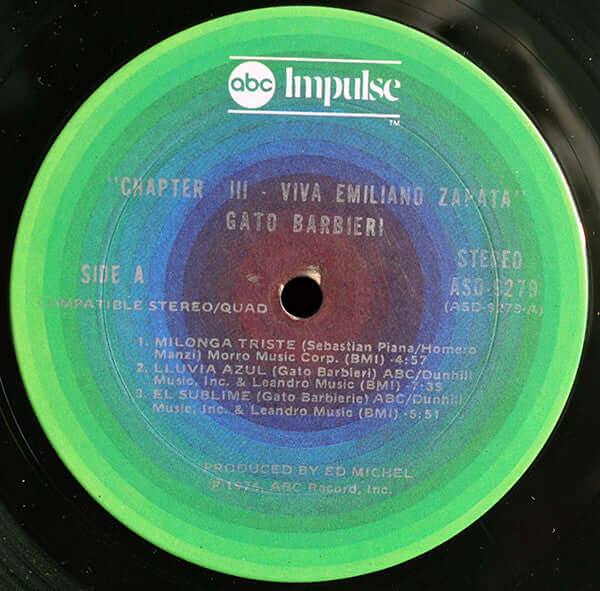 abc Impulse
TM
"CHAPTER III - VIVA EMILIANO ZAPATA"
GATO BARBIERI
SIDE A
STEREO
ASD-9279
COMPATIBLE STEREO/QUAD
(ASD-9279-A)
1. MILONGA TRISTE (Sebastian Piana/Homero
Manzi) Morro Music Corp. (BMI) -4:57
2. LLUVIA AZUL (Gato Barbieri) ABC/Dunhill
Music, Inc. & Leandro Music (BMI) -7:35
3. EL SUBLIME (Gato Barbierie) ABC/Dunhill
Music, Inc. & Leandro Music (BMI) -5:51
PRODUCED BY ED MICHEL
℗ 1974, ABC Record, Inc.